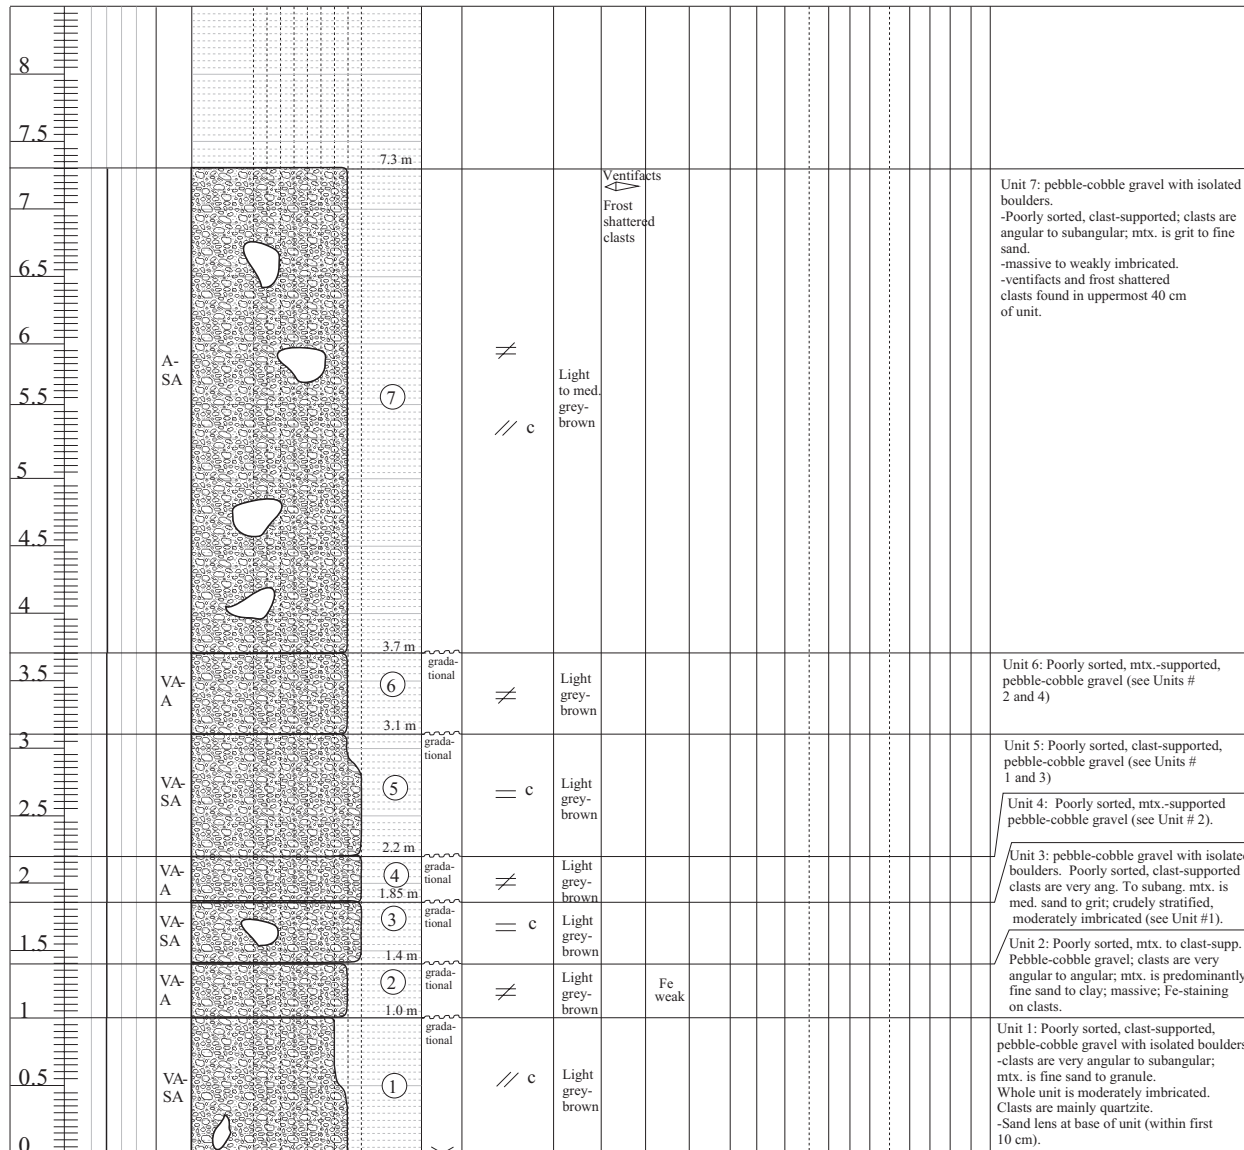 8
7.5
7.3 m
Ventifacts
7
Frost
shattered
clasts
Unit 7: pebble-cobble gravel with isolated
boulders.
-Poorly sorted, clast-supported; clasts are
angular to subangular; mtx. is grit to fine
sand.
-massive to weakly imbricated.
-ventifacts and frost shattered
clasts found in uppermost 40 cm
of unit.
6.5
6
A-
SA
5.5
7
c
Light
to med.
grey-
brown
5
4.5
4
3.7 m
3.5
VA-
A
6
grada-
tional
Light
grey-
brown
Unit 6: Poorly sorted, mtx.-supported,
pebble-cobble gravel (see Units #
2 and 4)
3.1 m
3
VA-
SA
5
grada-
tional
c
Light
grey-
brown
Unit 5: Poorly sorted, clast-supported,
pebble-cobble gravel (see Units #
1 and 3)
2.5
2.2 m
Unit 4:  Poorly sorted, mtx.-supported
pebble-cobble gravel (see Unit # 2).
2
VA-
A
4
1.85 m
grada-
tional
Light
grey-
brown
Unit 3: pebble-cobble gravel with isolated
boulders.  Poorly sorted, clast-supported
clasts are very ang. To subang. mtx. is
med. sand to grit; crudely stratified,
moderately imbricated (see Unit #1).
1.5
VA-
SA
3
1.4 m
grada-
tional
c
Light
grey-
brown
Unit 2: Poorly sorted, mtx. to clast-supp.
Pebble-cobble gravel; clasts are very
angular to angular; mtx. is predominantly
fine sand to clay; massive; Fe-staining
on clasts.
1
VA-
A
2
1.0 m
grada-
tional
Light
grey-
brown
Fe
weak
Unit 1: Poorly sorted, clast-supported,
pebble-cobble gravel with isolated boulders
-clasts are very angular to subangular;
mtx. is fine sand to granule.
Whole unit is moderately imbricated.
Clasts are mainly quartzite.
-Sand lens at base of unit (within first
10 cm).
0.5
VA-
SA
1
grada-
tional
c
Light
grey-
brown
0